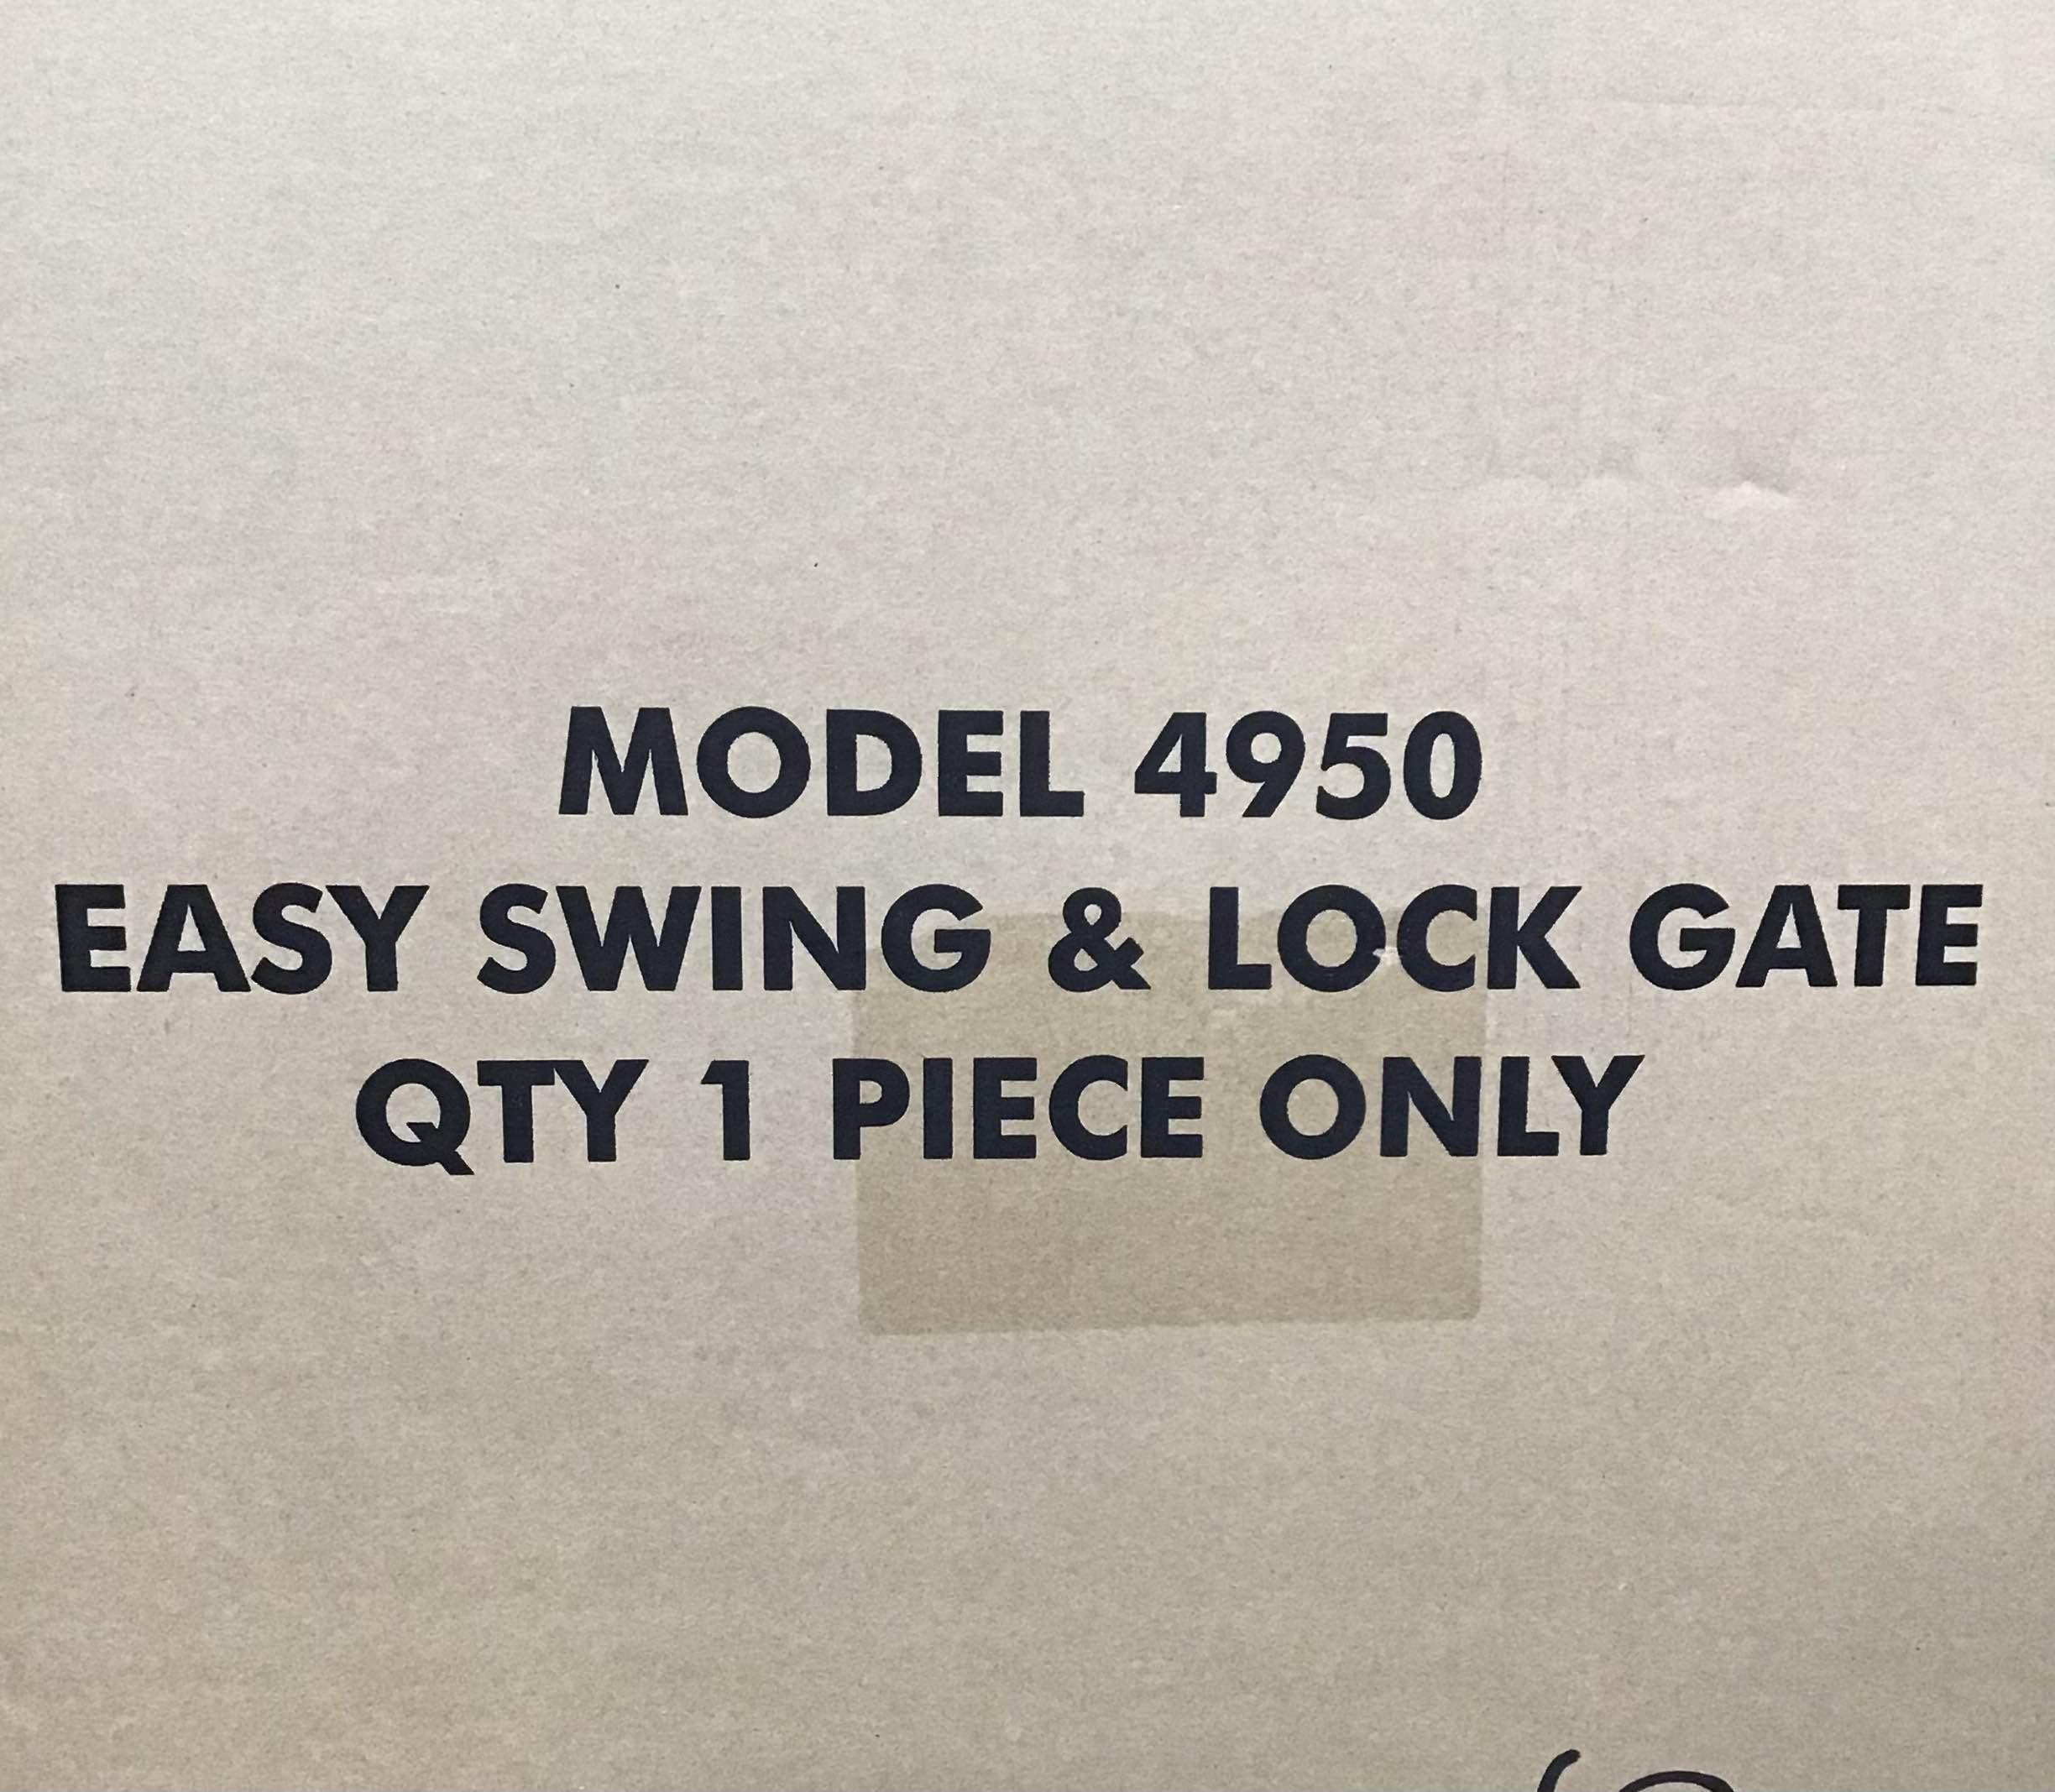 MODEL 4950
EASY SWING & LOCK GATE
QTY 1 PIECE ONLY